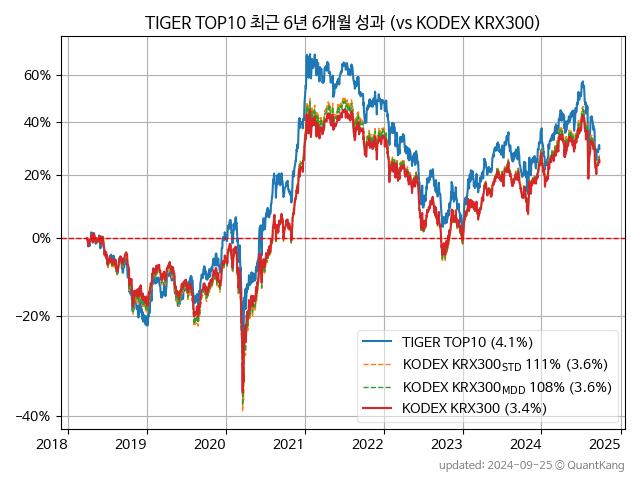 TIGER TOP10 최근 6년 6개월 성과 (vs KODEX KRX300)
60%
40%
20%
0%
−20%
−40%
TIGER TOP10 (4.1%)
KODEX KRX300STD 111% (3.6%)
KODEX KRX300MDD 108% (3.6%)
KODEX KRX300 (3.4%)
2018 2019 2020 2021 2022 2023 2024 2025
updated: 2024-09-25 © QuantKang